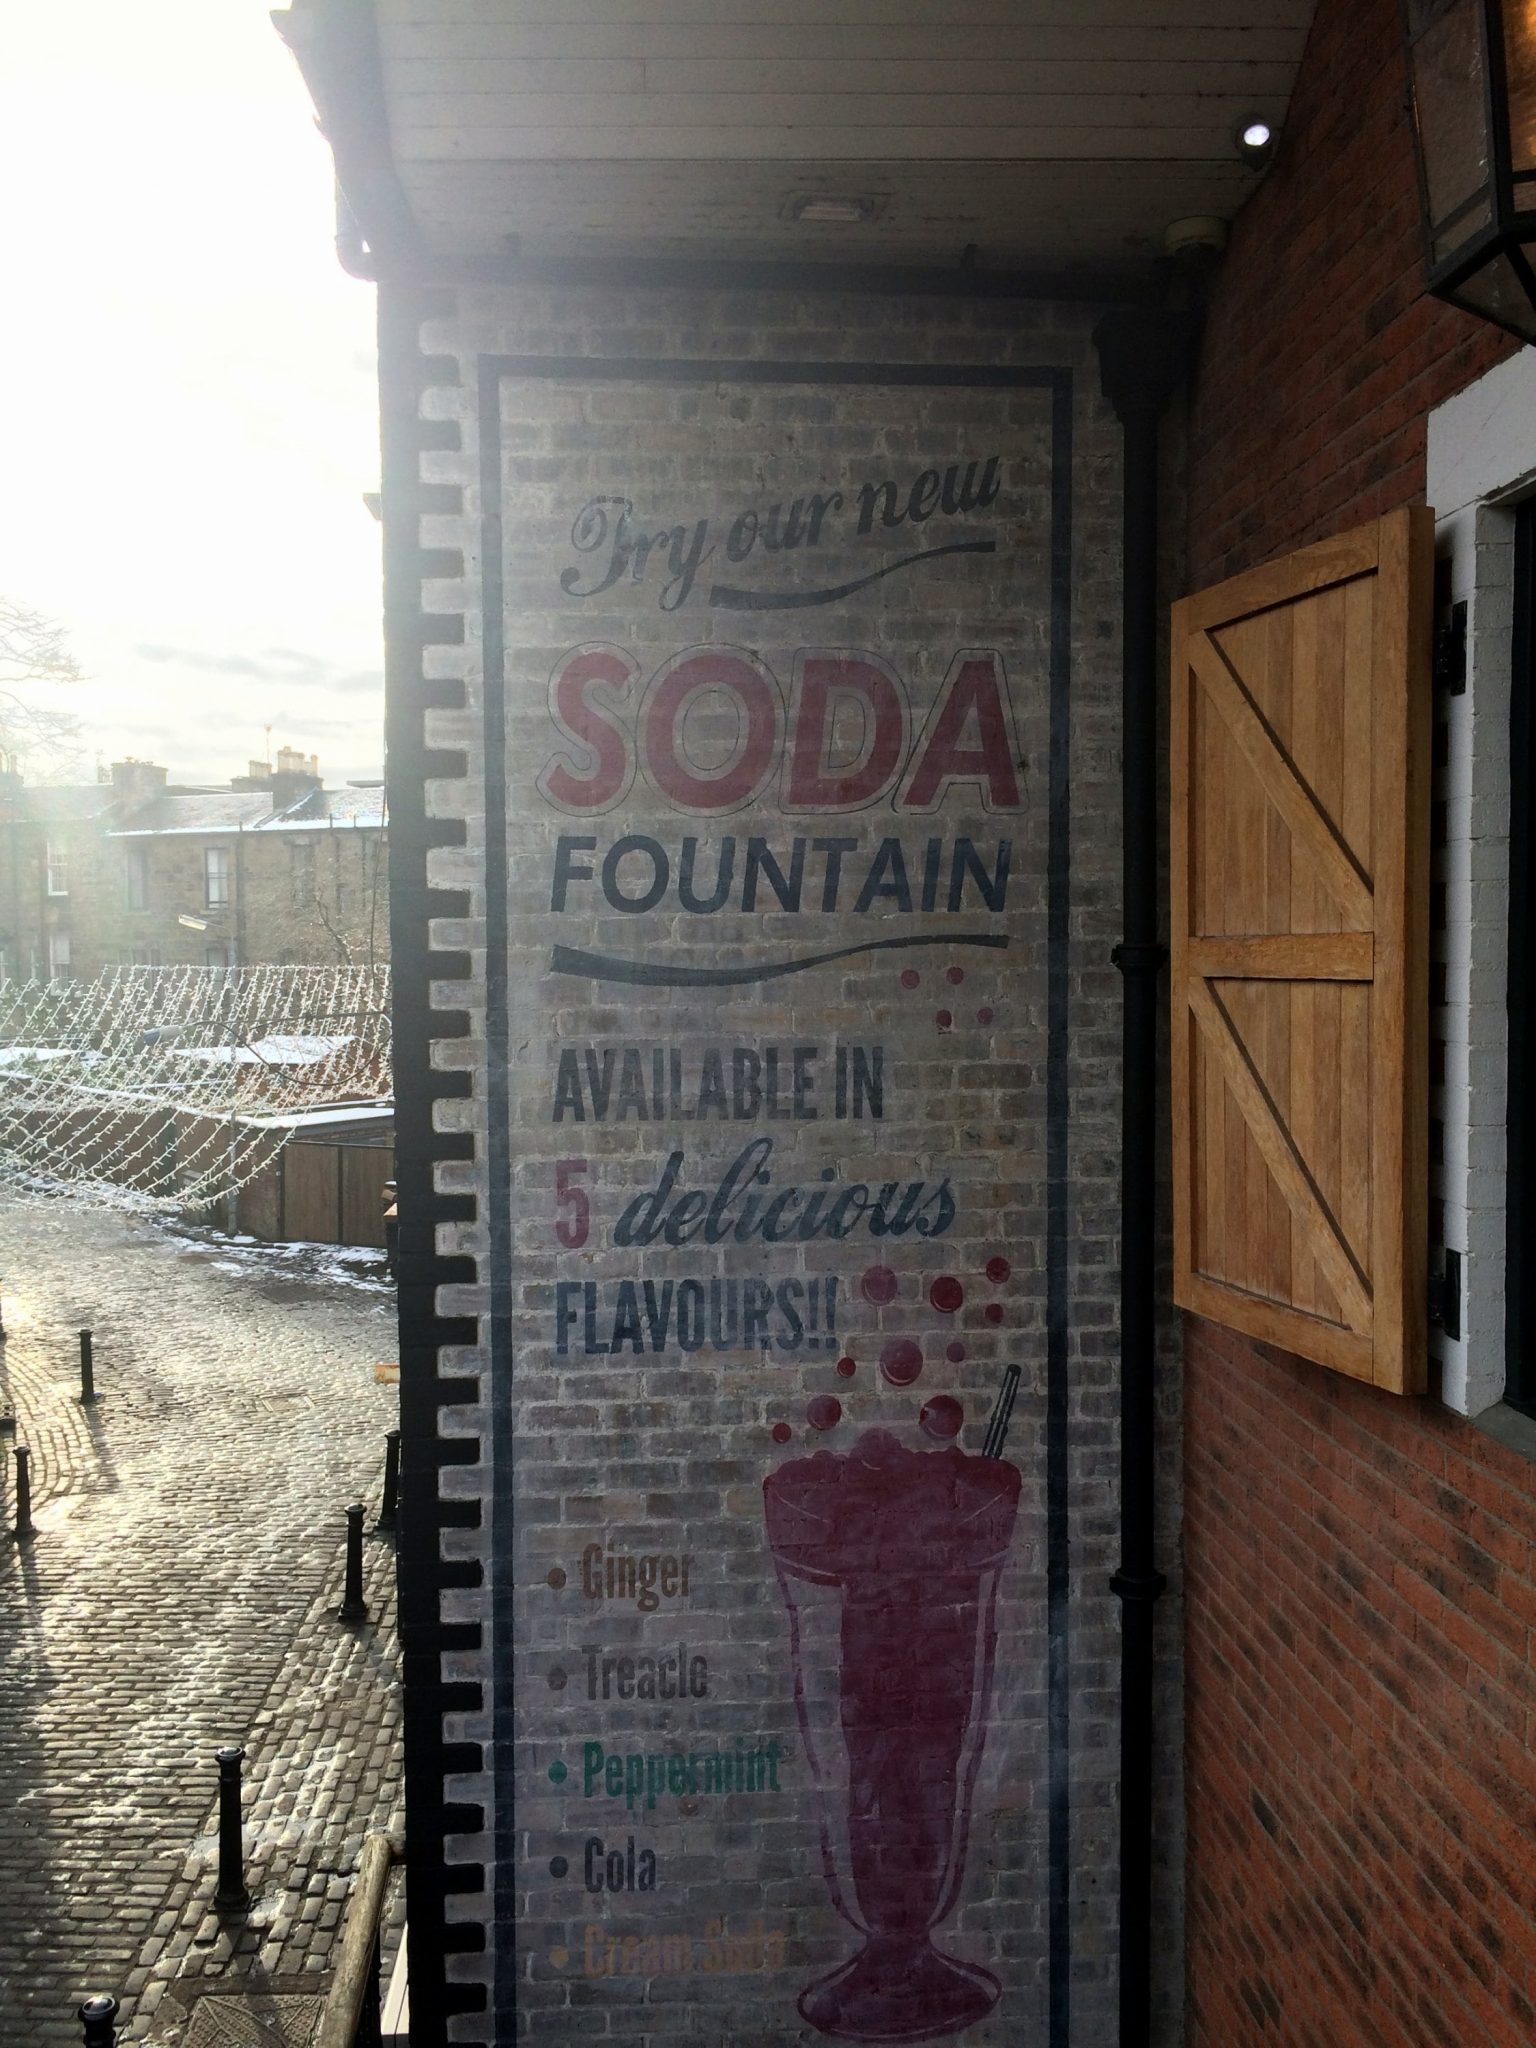 Try our new
SODA
FOUNTAIN
AVAILABLE IN
5 delicious
FLAVOURS!!
• Ginger
• Treacle
• Peppermint
• Cola
• Cream Soda